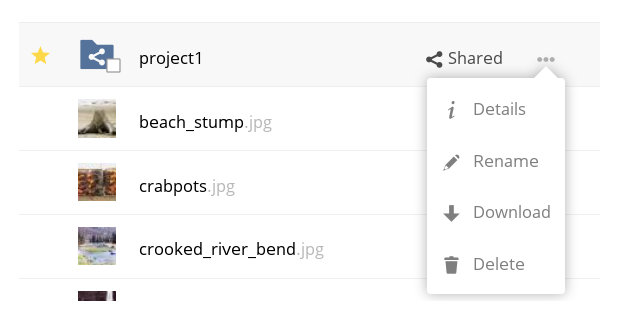 project1 Shared
beach_stump.jpg
Details
Rename
crabpots.jpg
Download
crooked_river_bend.jpg
Delete